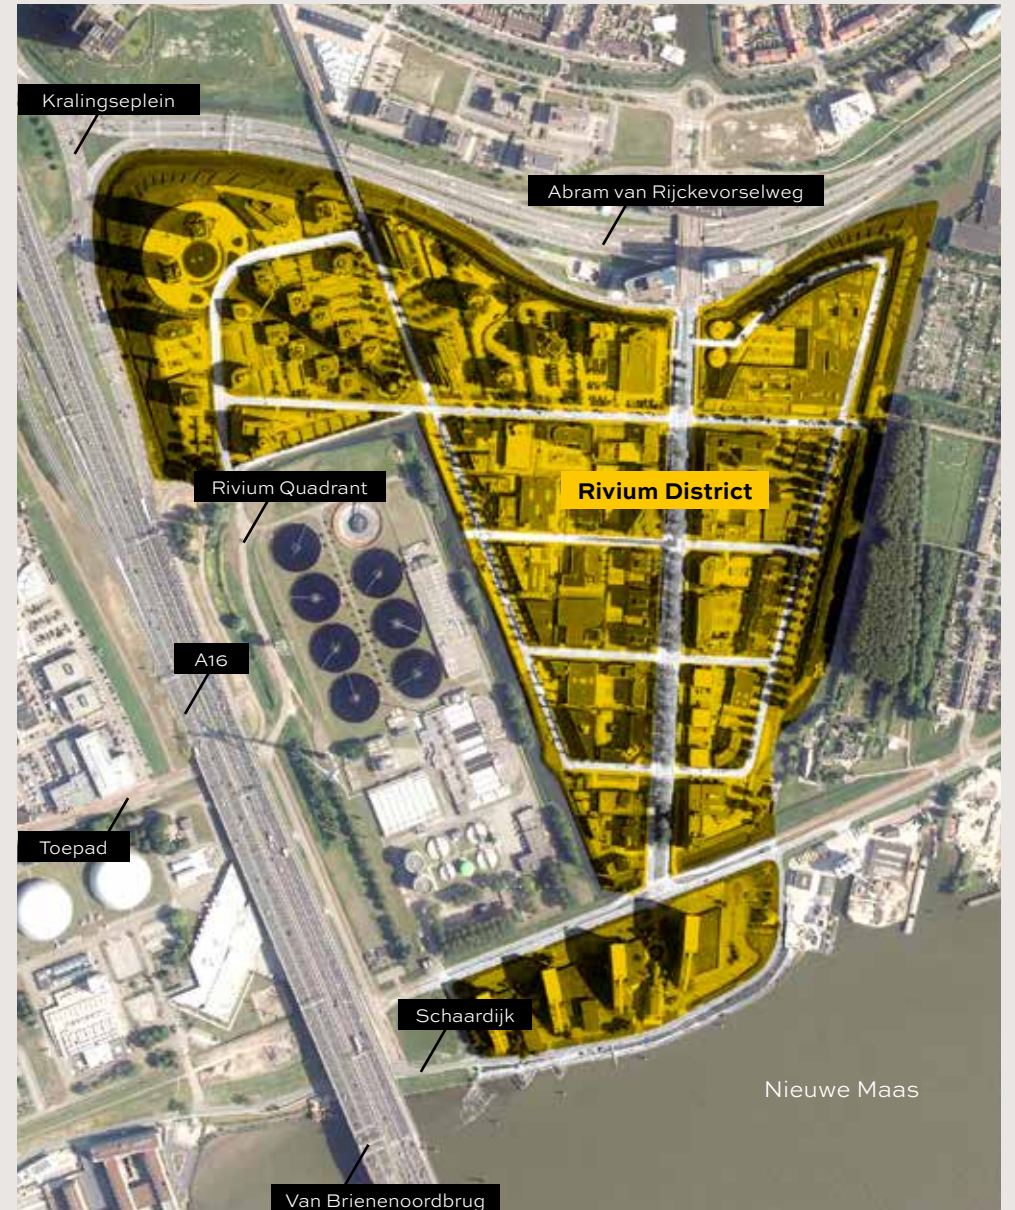 Kralingseplein
Abram van Rijckevorselweg
Rivium Quadrant
Rivium District
A16
Toepad
Schaardijk
Nieuwe Maas
Van Brienenoordbrug